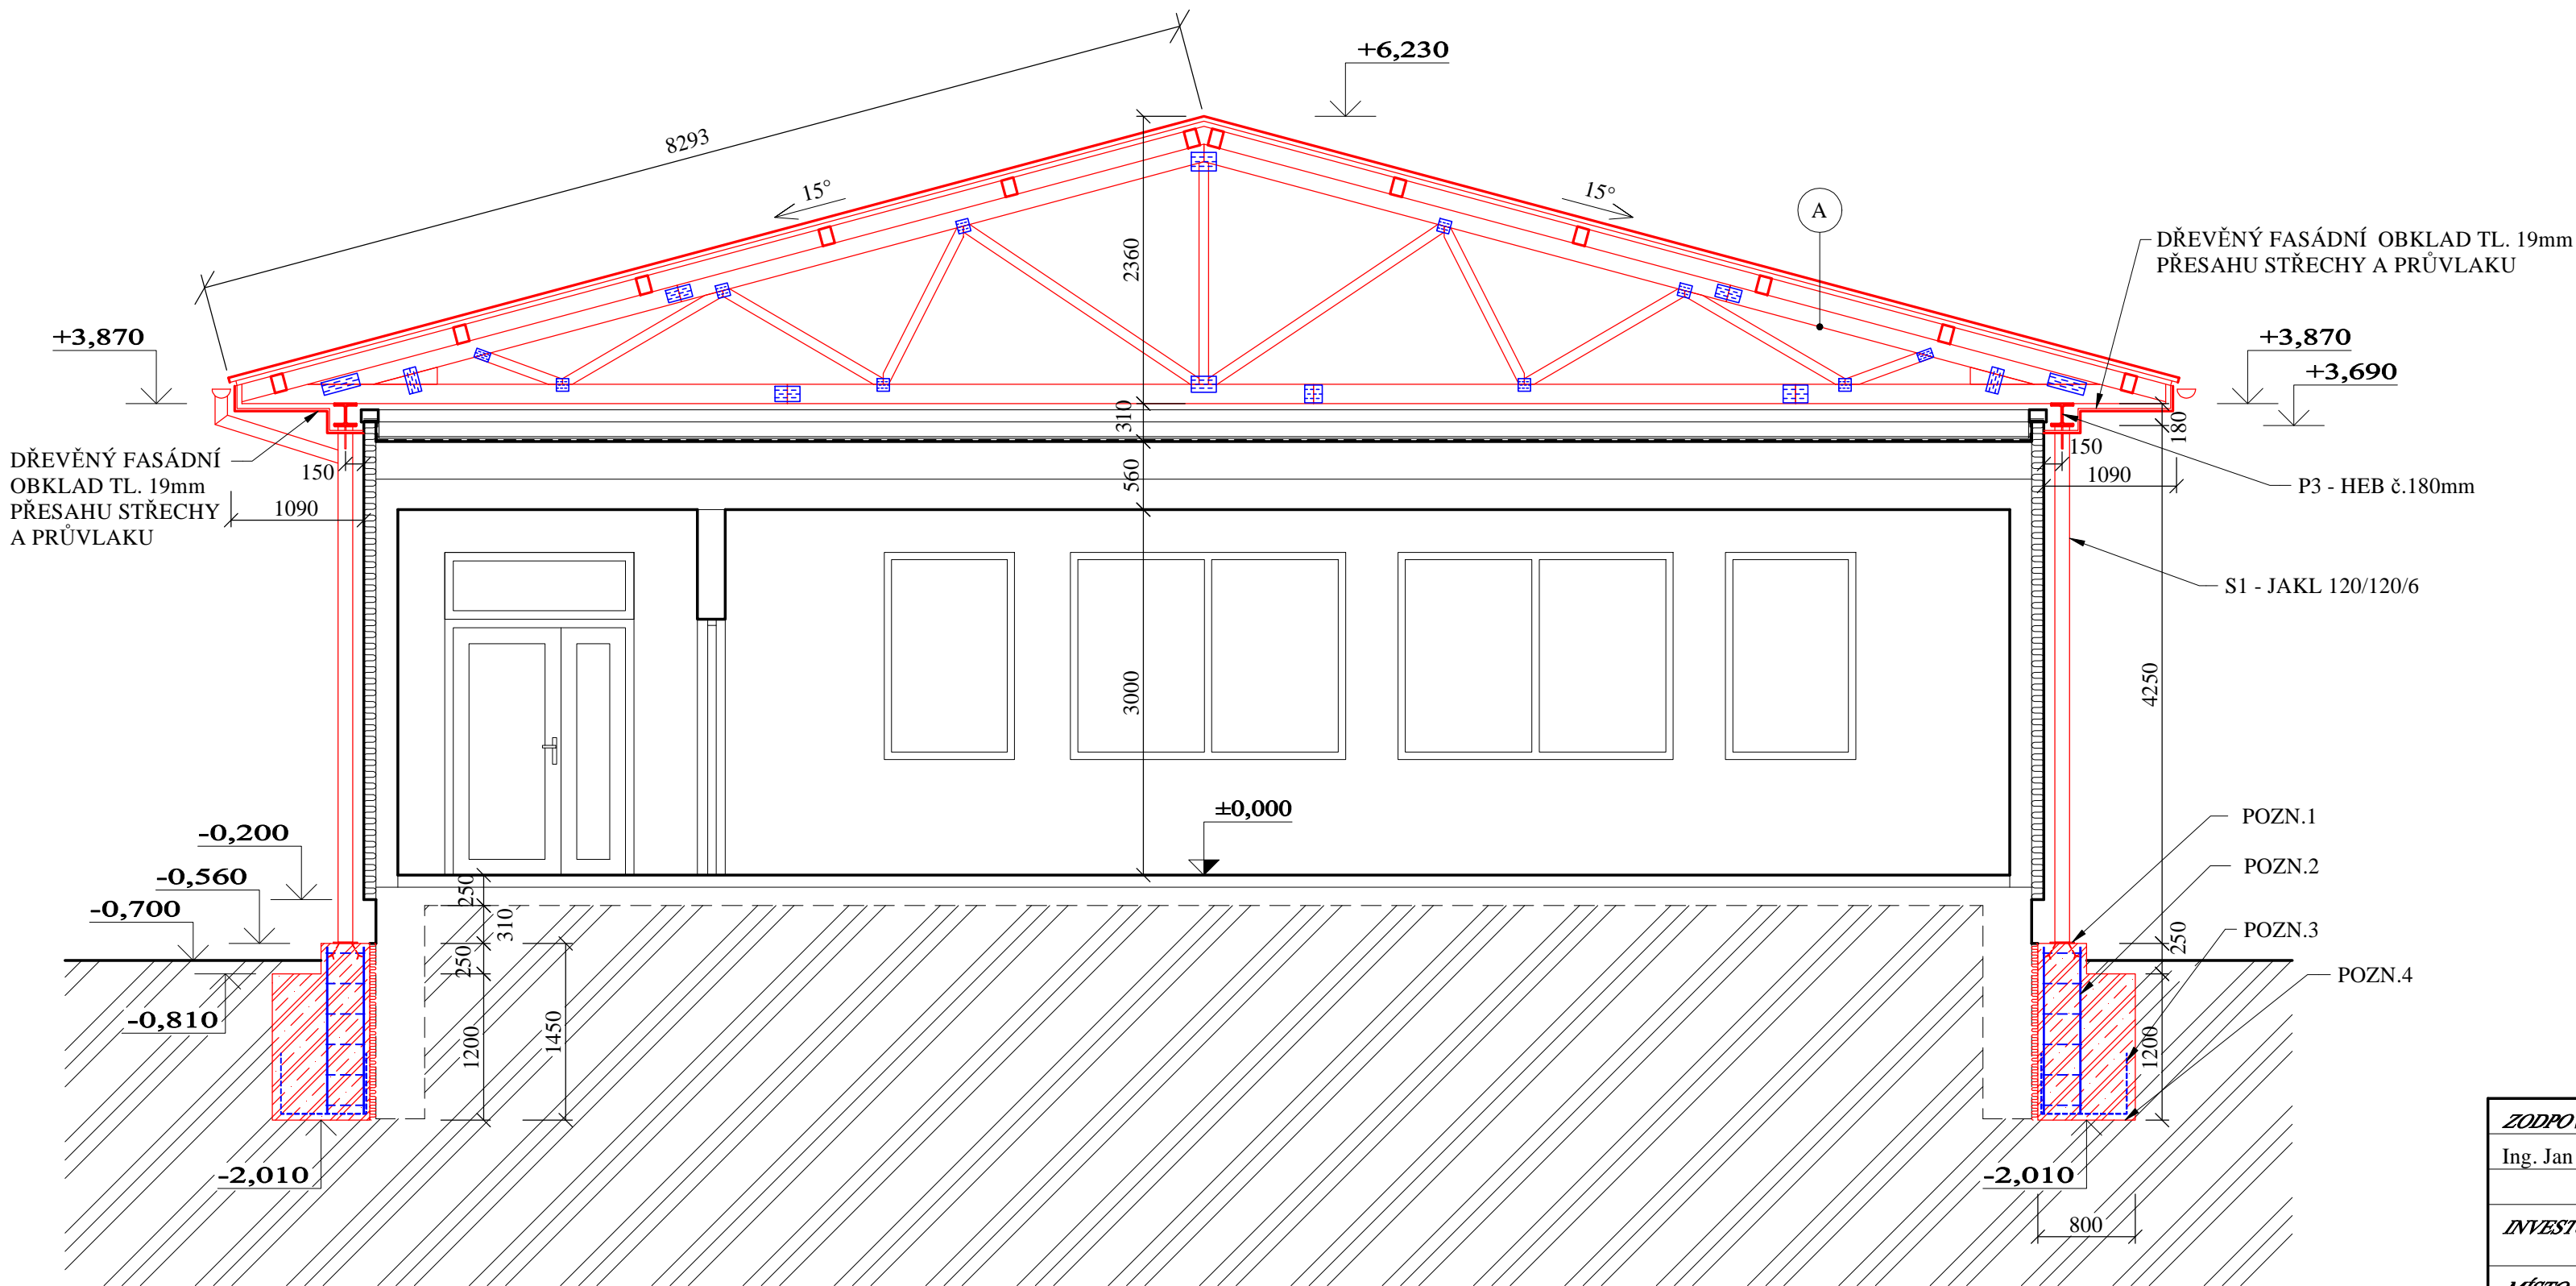 +6,230
8293
15°
15°
A
2360
DŘEVĚNÝ FASÁDNÍ OBKLAD TL. 19mm
PŘESAHU STŘECHY A PRŮVLAKU
+3,870
+3,870
+3,690
310
180
DŘEVĚNÝ FASÁDNÍ
OBKLAD TL. 19mm
PŘESAHU STŘECHY
A PRŮVLAKU
150
1090
560
150
1090
P3 - HEB č.180mm
S1 - JAKL 120/120/6
3000
4250
±0,000
-0,200
-0,560
-0,700
-0,810
-2,010
250
310
250
1200
1450
POZN.1
POZN.2
POZN.3
POZN.4
250
1200
-2,010
800
Ing. Jan